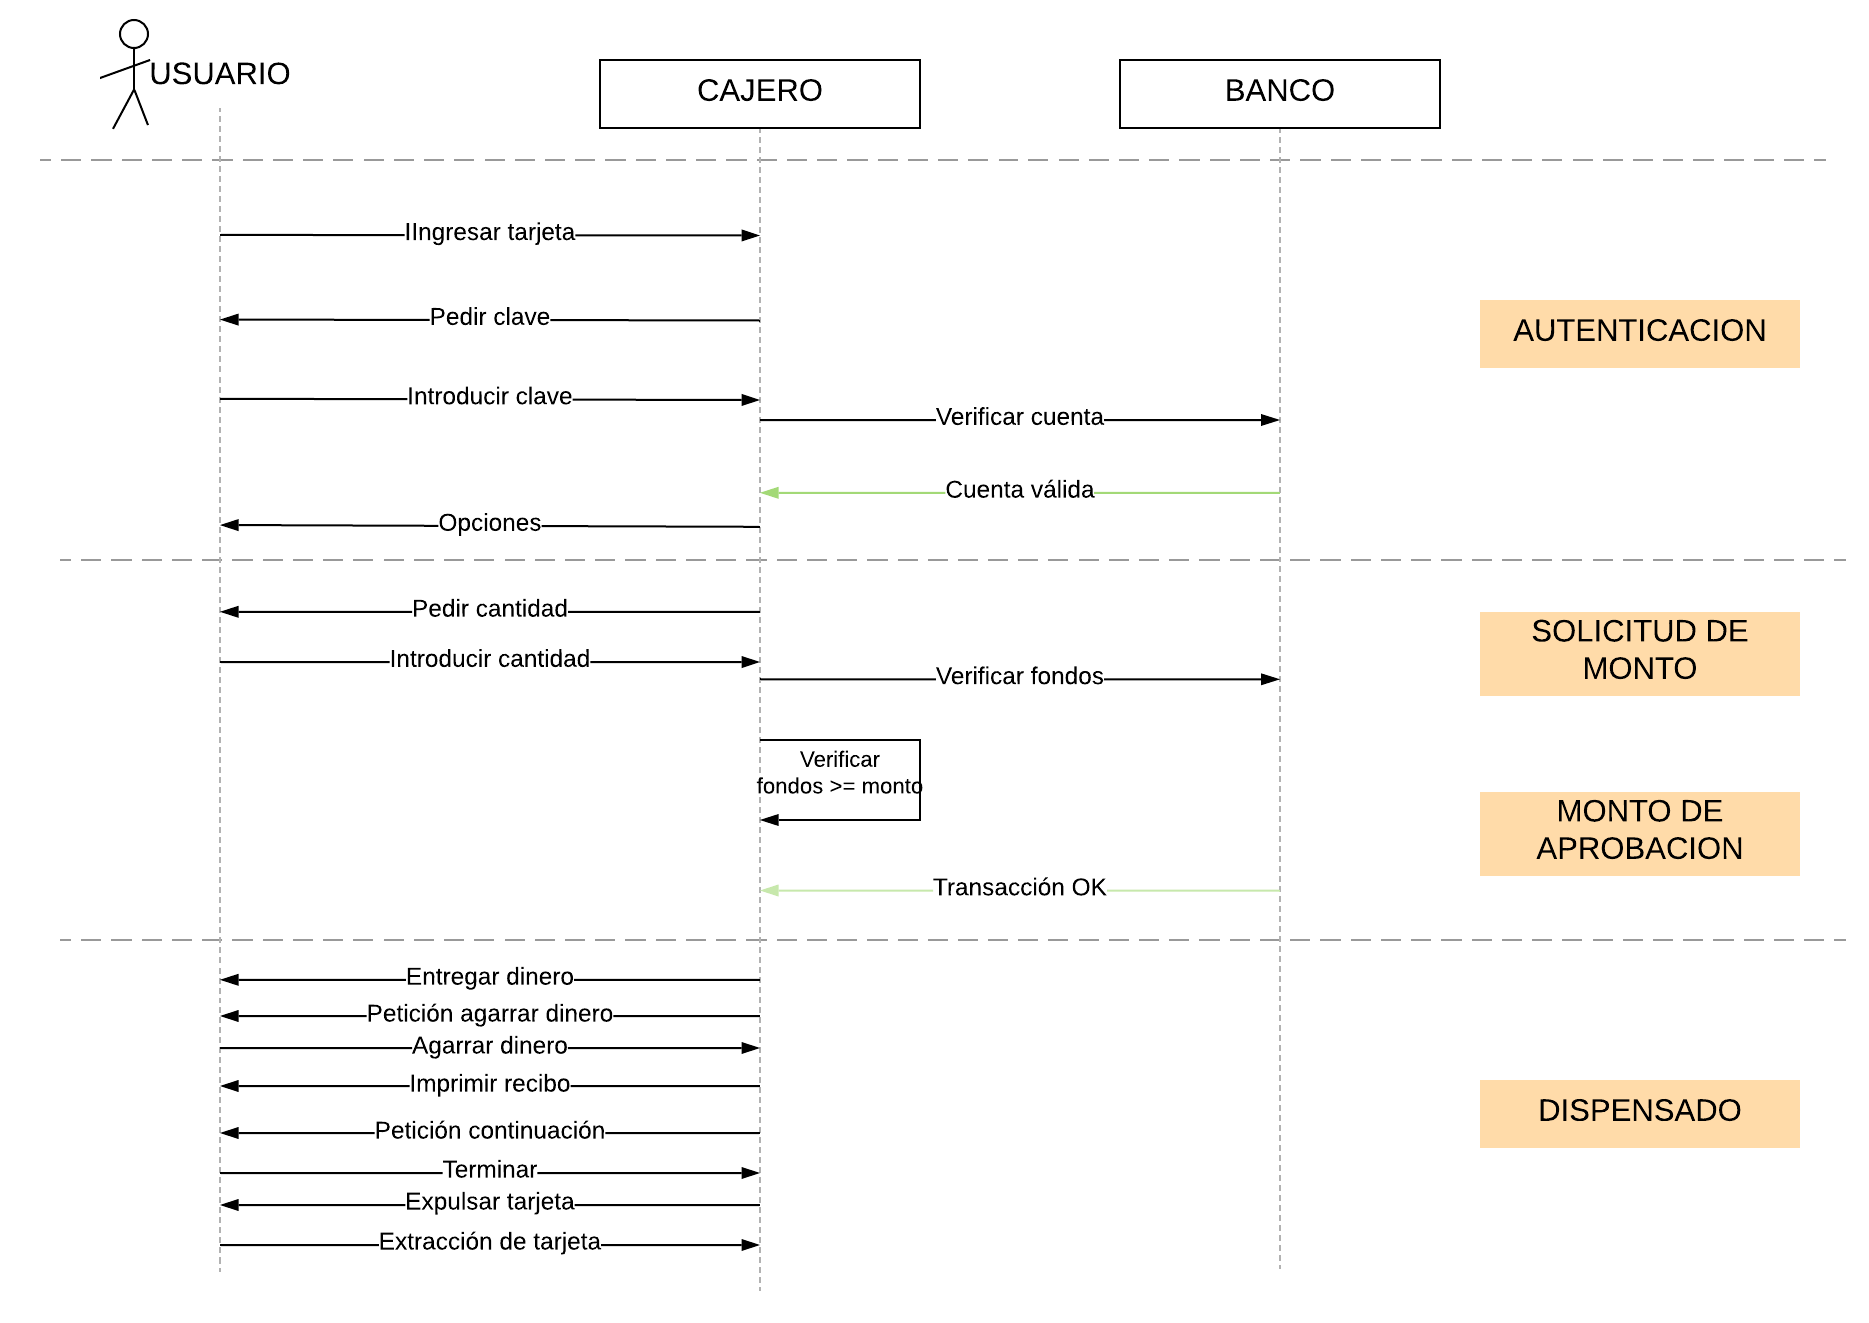 USUARIO
CAJERO
BANCO
IIngresar tarjeta
Pedir clave
AUTENTICACION
Introducir clave
Verificar cuenta
Cuenta válida
Opciones
Pedir cantidad
SOLICITUD DE
MONTO
Introducir cantidad
Verificar fondos
Verificar
fondos >= monto
MONTO DE
APROBACION
Transacción OK
Entregar dinero
Petición agarrar dinero
Agarrar dinero
Imprimir recibo
DISPENSADO
Petición continuación
Terminar
Expulsar tarjeta
Extracción de tarjeta